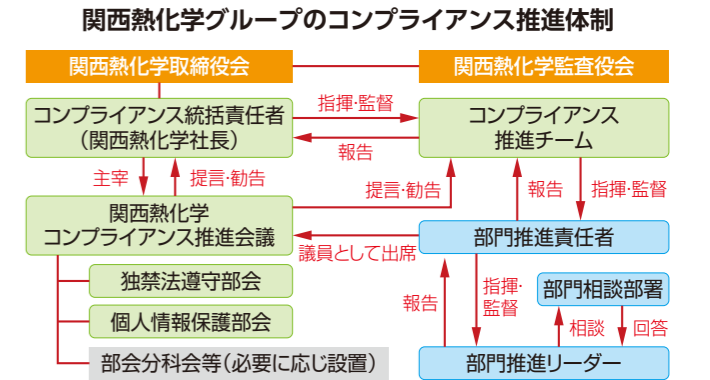 関西熱化学グループのコンプライアンス推進体制
関西熱化学取締役会
関西熱化学監査役会
コンプライアンス統括責任者
（関西熱化学社長）
指揮・監督
報告
コンプライアンス
推進チーム
主宰
提言・勧告
提言・勧告
報告
指揮・監督
関西熱化学
コンプライアンス推進会議
議員として出席
部門推進責任者
独禁法遵守部会
個人情報保護部会
部会分科会等（必要に応じ設置）
報告
指揮・
監督
部門相談部署
相談
回答
部門推進リーダー